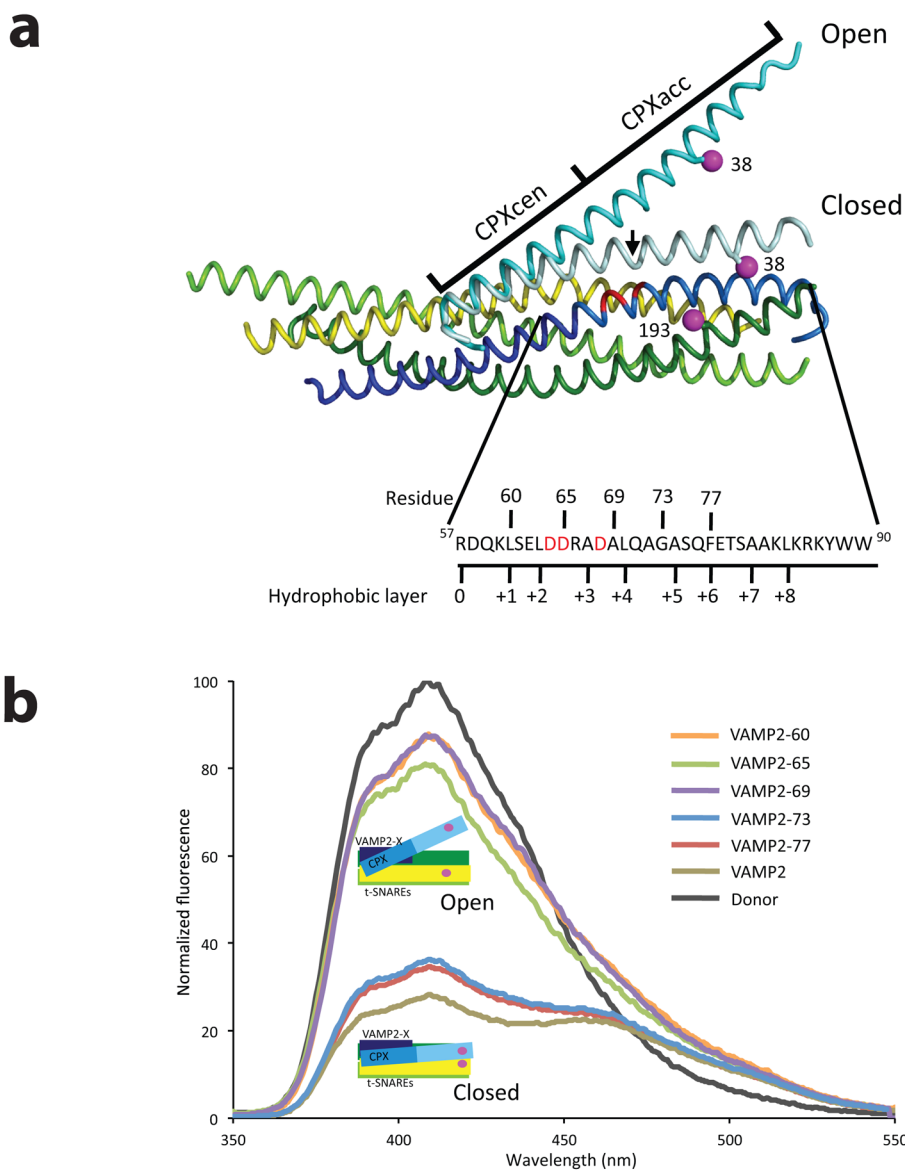 a
Open
CPXacc
38
CPXcen
Closed
38
193
Residue 60 65 69 73 77
57 RDQKLSELDDRADALQAGASQFETSAAKLKRKYWW 90
Hydrophobic layer 0 +1 +2 +3 +4 +5 +6 +7 +8
b
100
80
60
40
20
0
Normalized fluorescence
VAMP2-60
VAMP2-65
VAMP2-69
VAMP2-73
VAMP2-77
VAMP2
Donor
VAMP2-X
CPX
t-SNAREs
Open
VAMP2-X
CPX
t-SNAREs
Closed
350 400 450 500 550
Wavelength (nm)